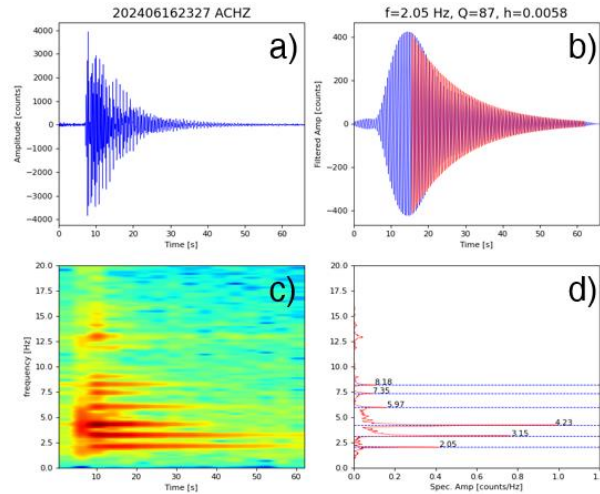 202406162327 ACHZ
a)
4000
3000
2000
1000
0
-1000
-2000
-3000
-4000
Amplitude [counts]
0 10 20 30 40 50 60
Time [s]
f=2.05 Hz, Q=87, h=0.0058
b)
400
200
0
-200
-400
Filtered Amp [counts]
0 10 20 30 40 50 60
Time [s]
c)
20.0
17.5
15.0
12.5
10.0
7.5
5.0
2.5
0.0
frequency [Hz]
0 10 20 30 40 50 60
Time [s]
d)
20.0
17.5
15.0
12.5
10.0
7.5
5.0
2.5
0.0
8.18
7.35
5.97
4.23
3.15
2.05
0.0 0.2 0.4 0.6 0.8 1.0 1.2
Spec. Amp [counts/Hz]